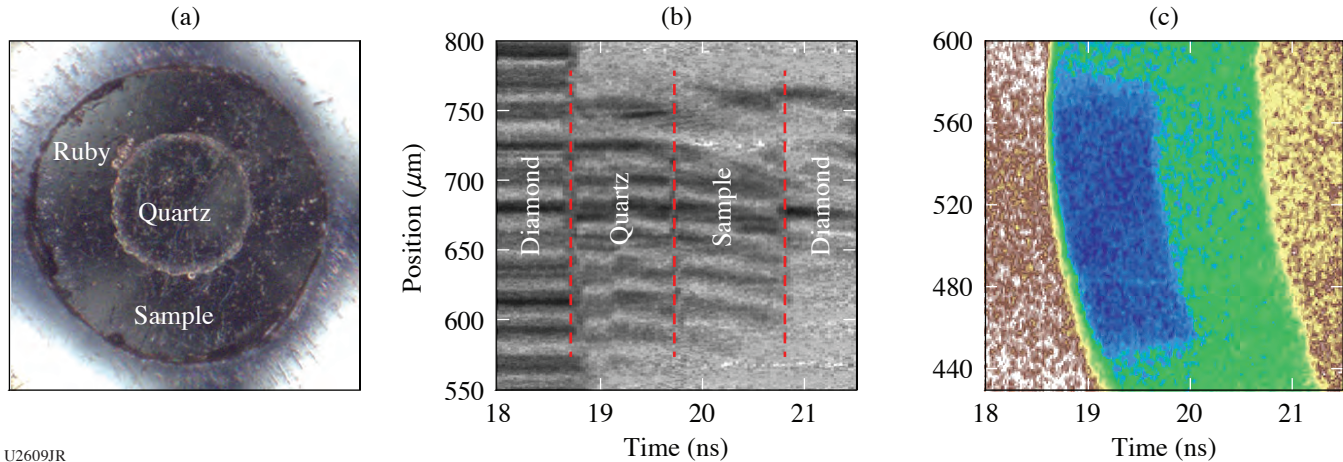 (a)
(b)
(c)
Ruby
Quartz
Sample
Position (μm)
800
750
700
650
600
550
Diamond
Quartz
Sample
Diamond
18 19 20 21
Time (ns)
600
560
520
480
440
18 19 20 21
Time (ns)
U2609JR